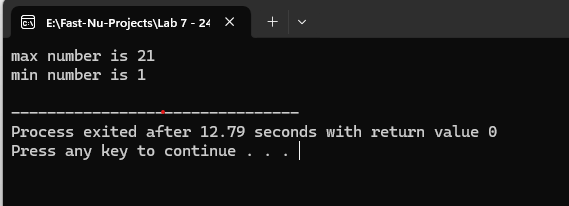 E:\Fast-Nu-Projects\Lab 7 - 24
max number is 21
min number is 1
--------------------------------
Process exited after 12.79 seconds with return value 0
Press any key to continue . . .